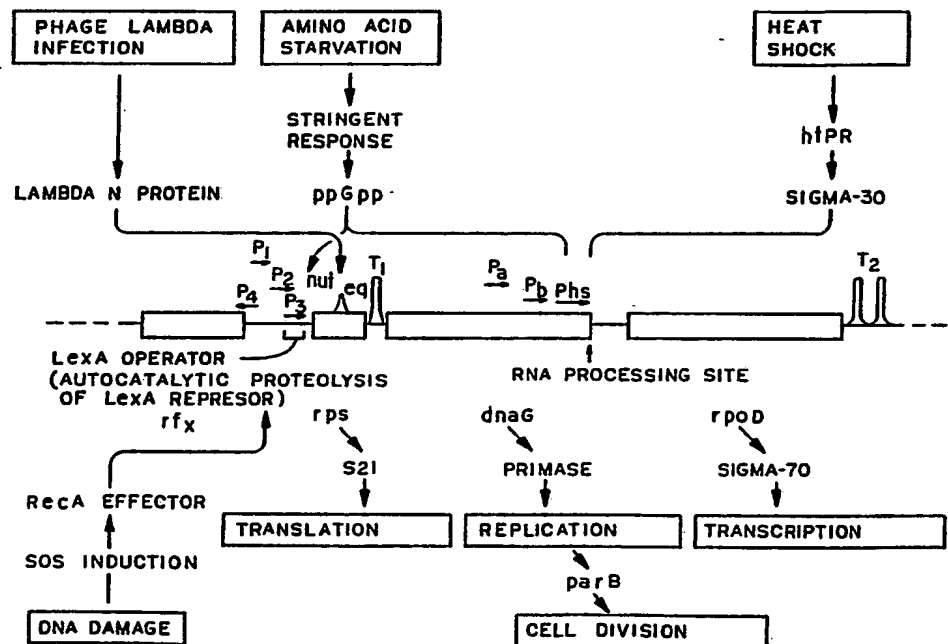 PHAGE LAMBDA
INFECTION
AMINO ACID
STARVATION
HEAT
SHOCK
STRINGENT
RESPONSE
htPR
LAMBDA N PROTEIN
ppGpp
SIGMA-30
P1
P2
P3
P4
nut
eq
T1
Pa
Pb
Phs
T2
LexA OPERATOR
(AUTOCATALYTIC PROTEOLYSIS
OF LexA REPRESOR)
RNA PROCESSING SITE
rfx
rps
dnaG
rpoD
S21
PRIMASE
SIGMA-70
RecA EFFECTOR
TRANSLATION
REPLICATION
TRANSCRIPTION
SOS INDUCTION
parB
DNA DAMAGE
CELL DIVISION